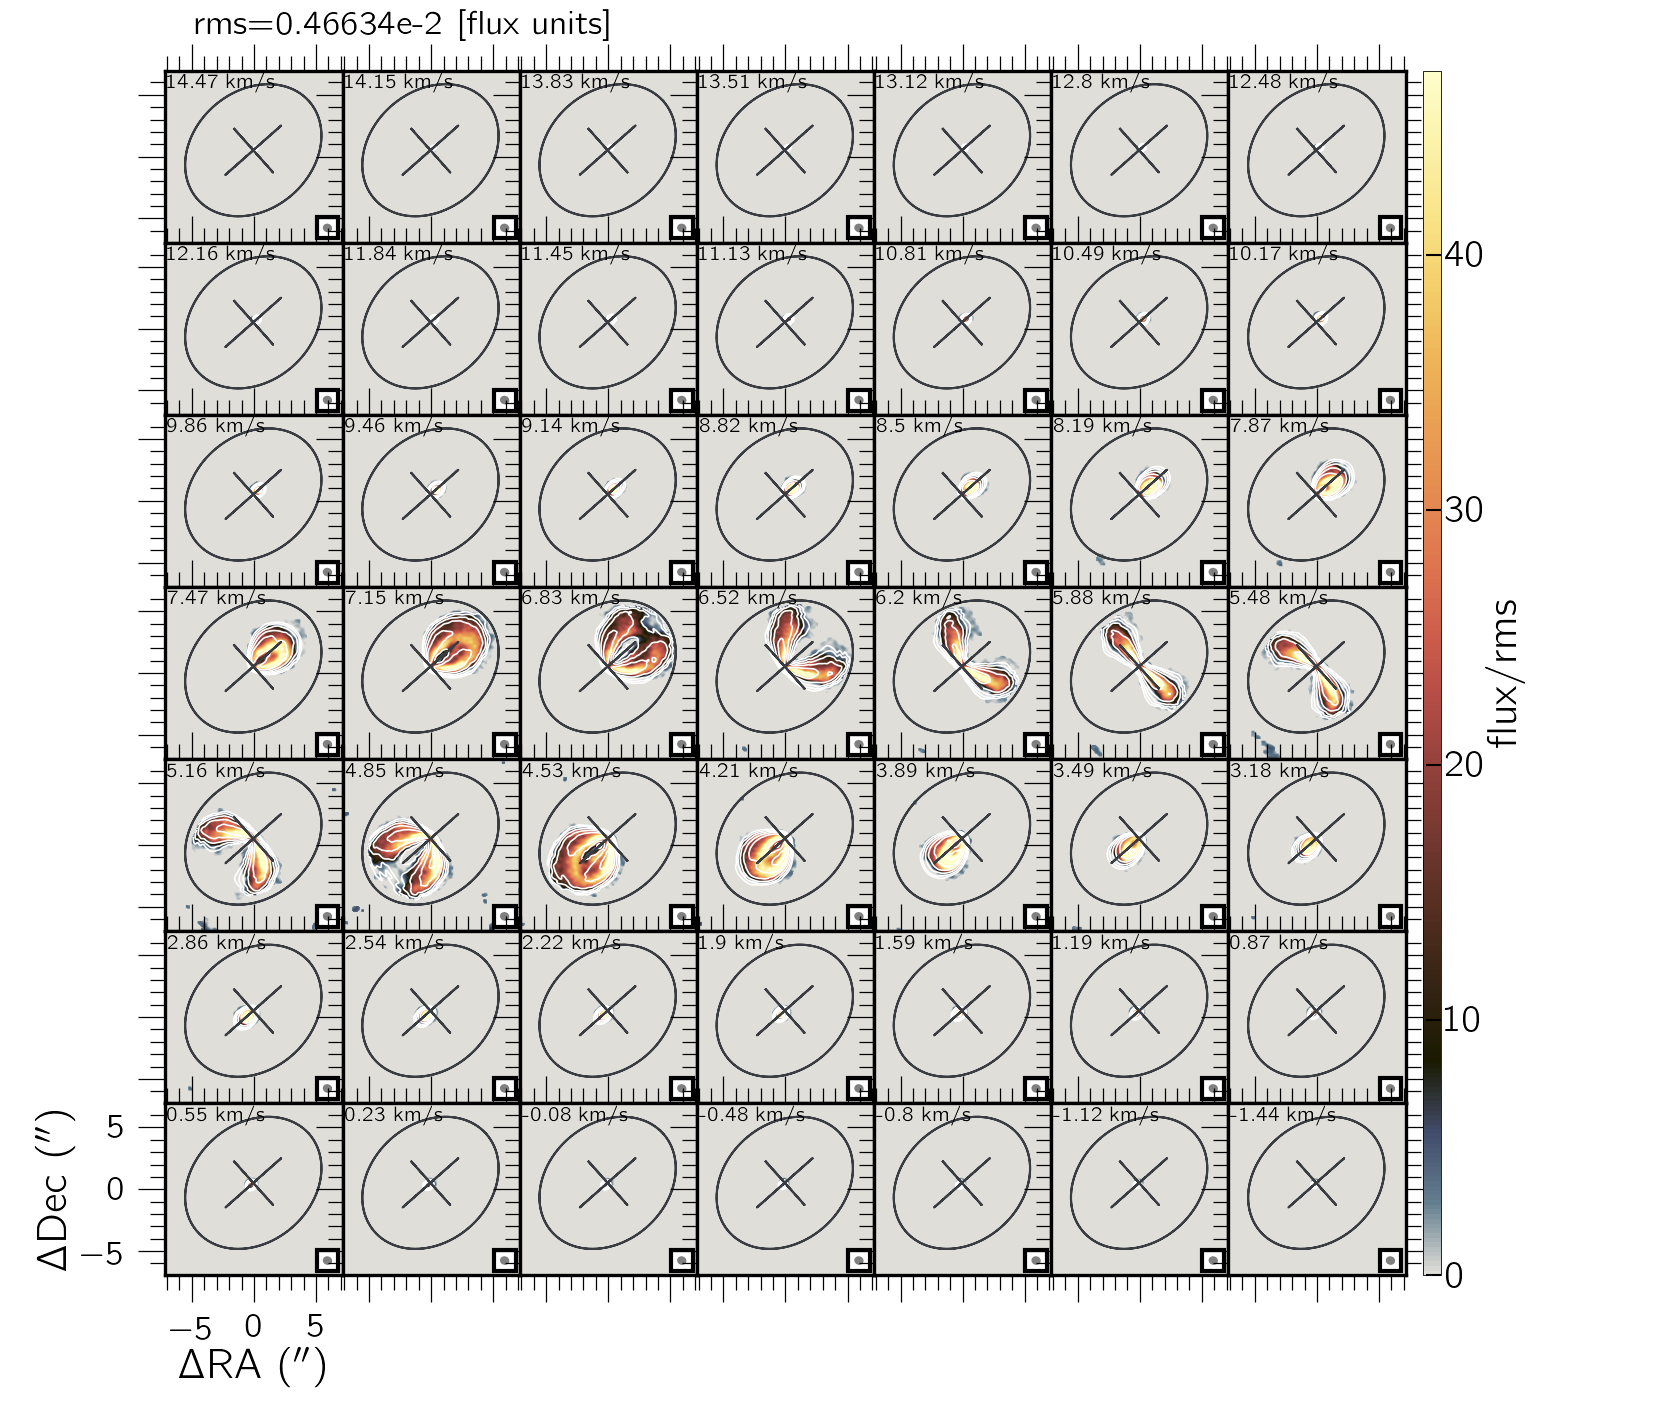 rms=0.46634e-2 [flux units]
14.47 km/s 14.15 km/s 13.83 km/s 13.51 km/s 13.12 km/s 12.8 km/s 12.48 km/s
12.16 km/s 11.84 km/s 11.45 km/s 11.13 km/s 10.81 km/s 10.49 km/s 10.17 km/s
40
9.86 km/s 9.46 km/s 9.14 km/s 8.82 km/s 8.5 km/s 8.19 km/s 7.87 km/s
30
7.47 km/s 7.15 km/s 6.83 km/s 6.52 km/s 6.2 km/s 5.88 km/s 5.48 km/s
flux/rms
20
5.16 km/s 4.85 km/s 4.53 km/s 4.21 km/s 3.89 km/s 3.49 km/s 3.18 km/s
2.86 km/s 2.54 km/s 2.22 km/s 1.9 km/s 1.59 km/s 1.19 km/s 0.87 km/s
10
0.55 km/s 0.23 km/s -0.08 km/s -0.48 km/s -0.8 km/s -1.12 km/s -1.44 km/s
ΔDec (″)
5
0
−5
0
−5 0 5
ΔRA (″)